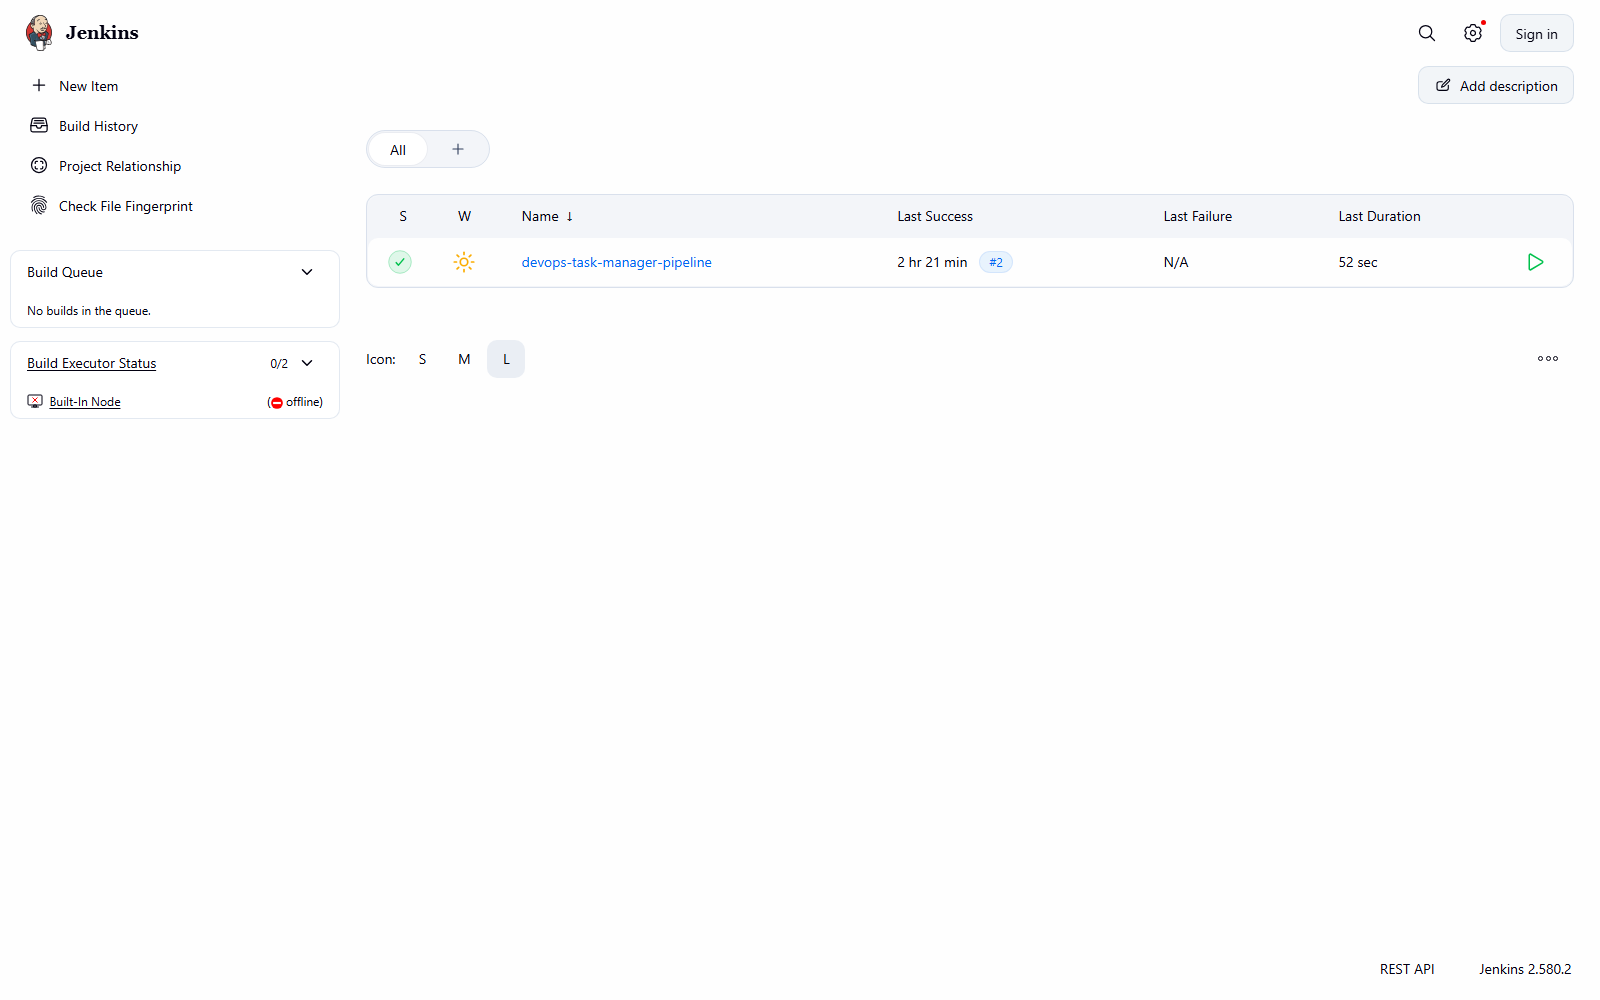 Jenkins
Sign in
New Item
Build History
Project Relationship
Check File Fingerprint
Build Queue
No builds in the queue.
Build Executor Status 0/2
Built-In Node (offline)
Add description
All
S W Name ↓ Last Success Last Failure Last Duration
devops-task-manager-pipeline 2 hr 21 min #2 N/A 52 sec
Icon: S M L
REST API Jenkins 2.580.2